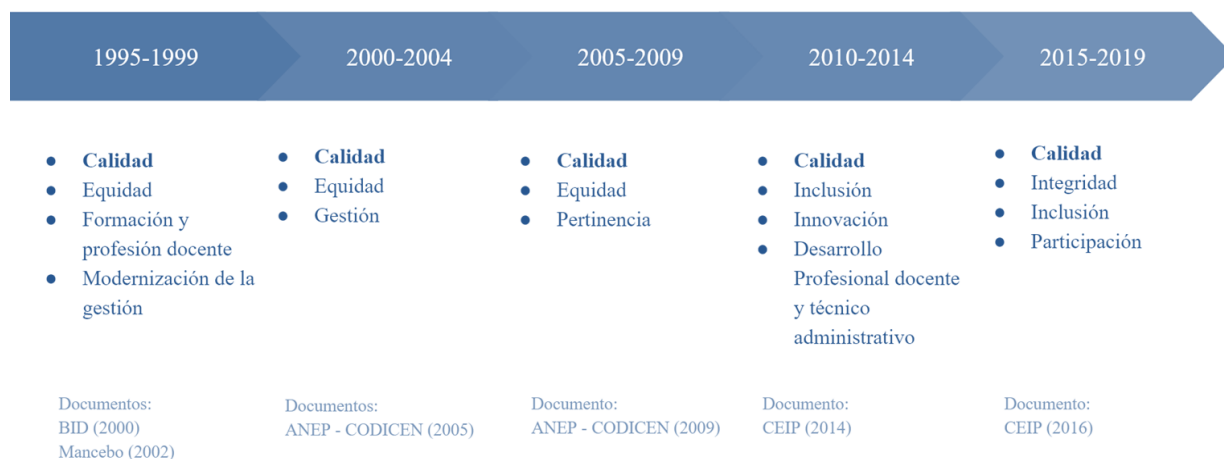 1995-1999
2000-2004
2005-2009
2010-2014
2015-2019
● Calidad
● Equidad
● Formación y
profesión docente
● Modernización de la
gestión
● Calidad
● Equidad
● Gestión
● Calidad
● Equidad
● Pertinencia
● Calidad
● Inclusión
● Innovación
● Desarrollo
Profesional docente
y técnico
administrativo
● Calidad
● Integridad
● Inclusión
● Participación
Documentos:
BID (2000)
Mancebo (2002)
Documentos:
ANEP - CODICEN (2005)
Documento:
ANEP - CODICEN (2009)
Documento:
CEIP (2014)
Documento:
CEIP (2016)